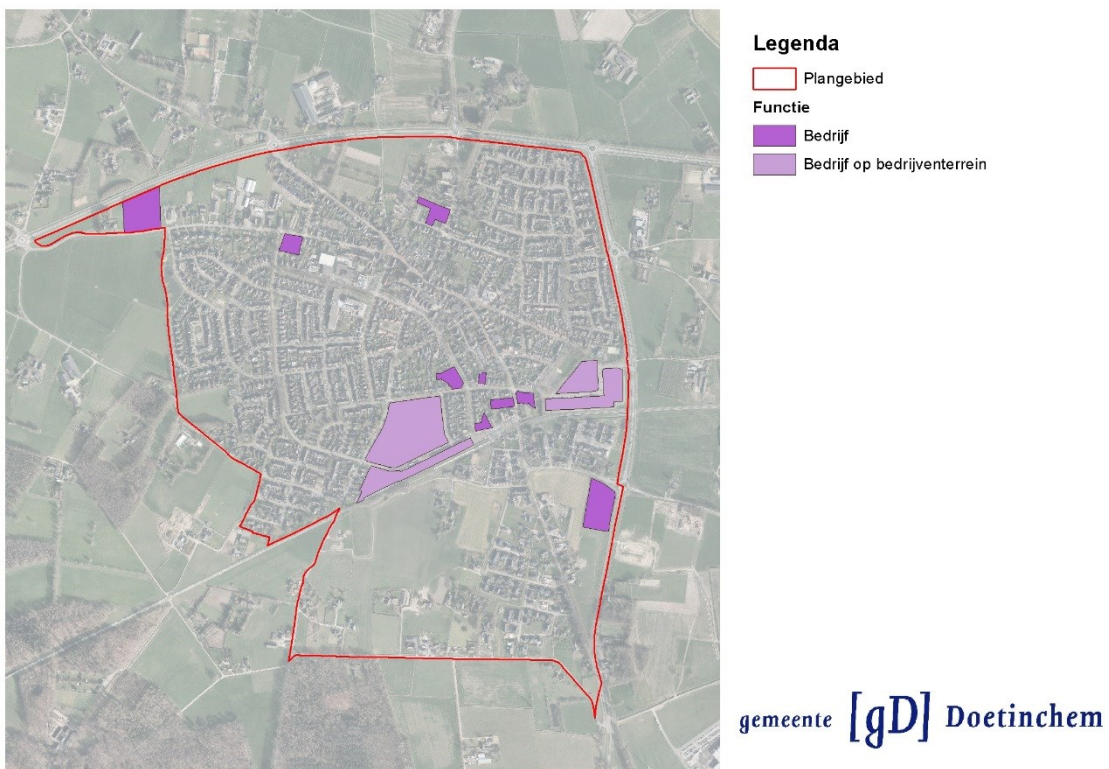 Legenda
Plangebied
Functie
Bedrijf
Bedrijf op bedrijventerrein
gemeente [gD] Doetinchem